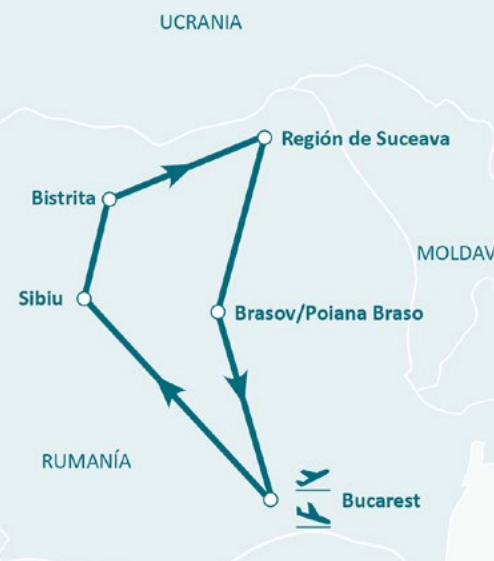 UCRANIA
Región de Suceava
Bistrita
MOLDAV
Sibiu
Brasov/Poiana Braso
RUMANÍA
Bucarest